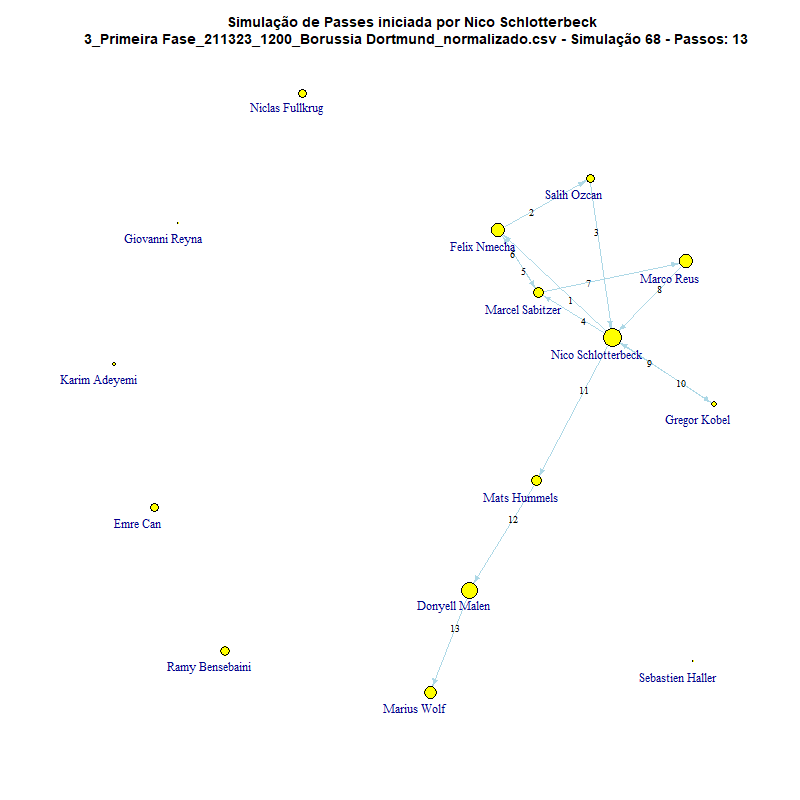 Simulação de Passes iniciada por Nico Schlotterbeck
3_Primeira Fase_211323_1200_Borussia Dortmund_normalizado.csv - Simulação 68 - Passos: 13
Niclas Fullkrug
Salih Ozcan
2
Giovanni Reyna
3
Felix Nmecha
6
5
Marco Reus
7
8
Marcel Sabitzer
1
4
Nico Schlotterbeck
9
Karim Adeyemi
10
11
Gregor Kobel
Mats Hummels
12
Emre Can
Donyell Malen
13
Ramy Bensebaini
Sebastien Haller
Marius Wolf